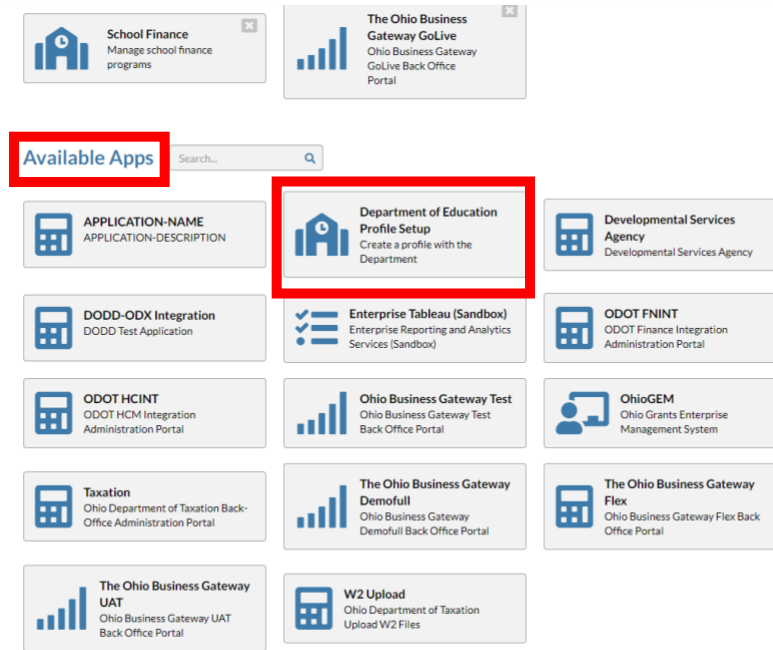 School Finance
Manage school finance
programs
The Ohio Business
Gateway GoLive
Ohio Business Gateway
GoLive Back Office
Portal
Available Apps
Search...
APPLICATION-NAME
APPLICATION-DESCRIPTION
Department of Education
Profile Setup
Create a profile with the
Department
Developmental Services
Agency
Developmental Services Agency
DODD-ODX Integration
DODD Test Application
Enterprise Tableau (Sandbox)
Enterprise Reporting and Analytics
Services (Sandbox)
ODOT FNINT
ODOT Finance Integration
Administration Portal
ODOT HCINT
ODOT HCM Integration
Administration Portal
Ohio Business Gateway Test
Ohio Business Gateway Test
Back Office Portal
OhioGEM
Ohio Grants Enterprise
Management System
Taxation
Ohio Department of Taxation Back-
Office Administration Portal
The Ohio Business Gateway
Demofull
Ohio Business Gateway
Demofull Back Office Portal
The Ohio Business Gateway
Flex
Ohio Business Gateway Flex Back
Office Portal
The Ohio Business Gateway
UAT
Ohio Business Gateway UAT
Back Office Portal
W2 Upload
Ohio Department of Taxation
Upload W2 Files